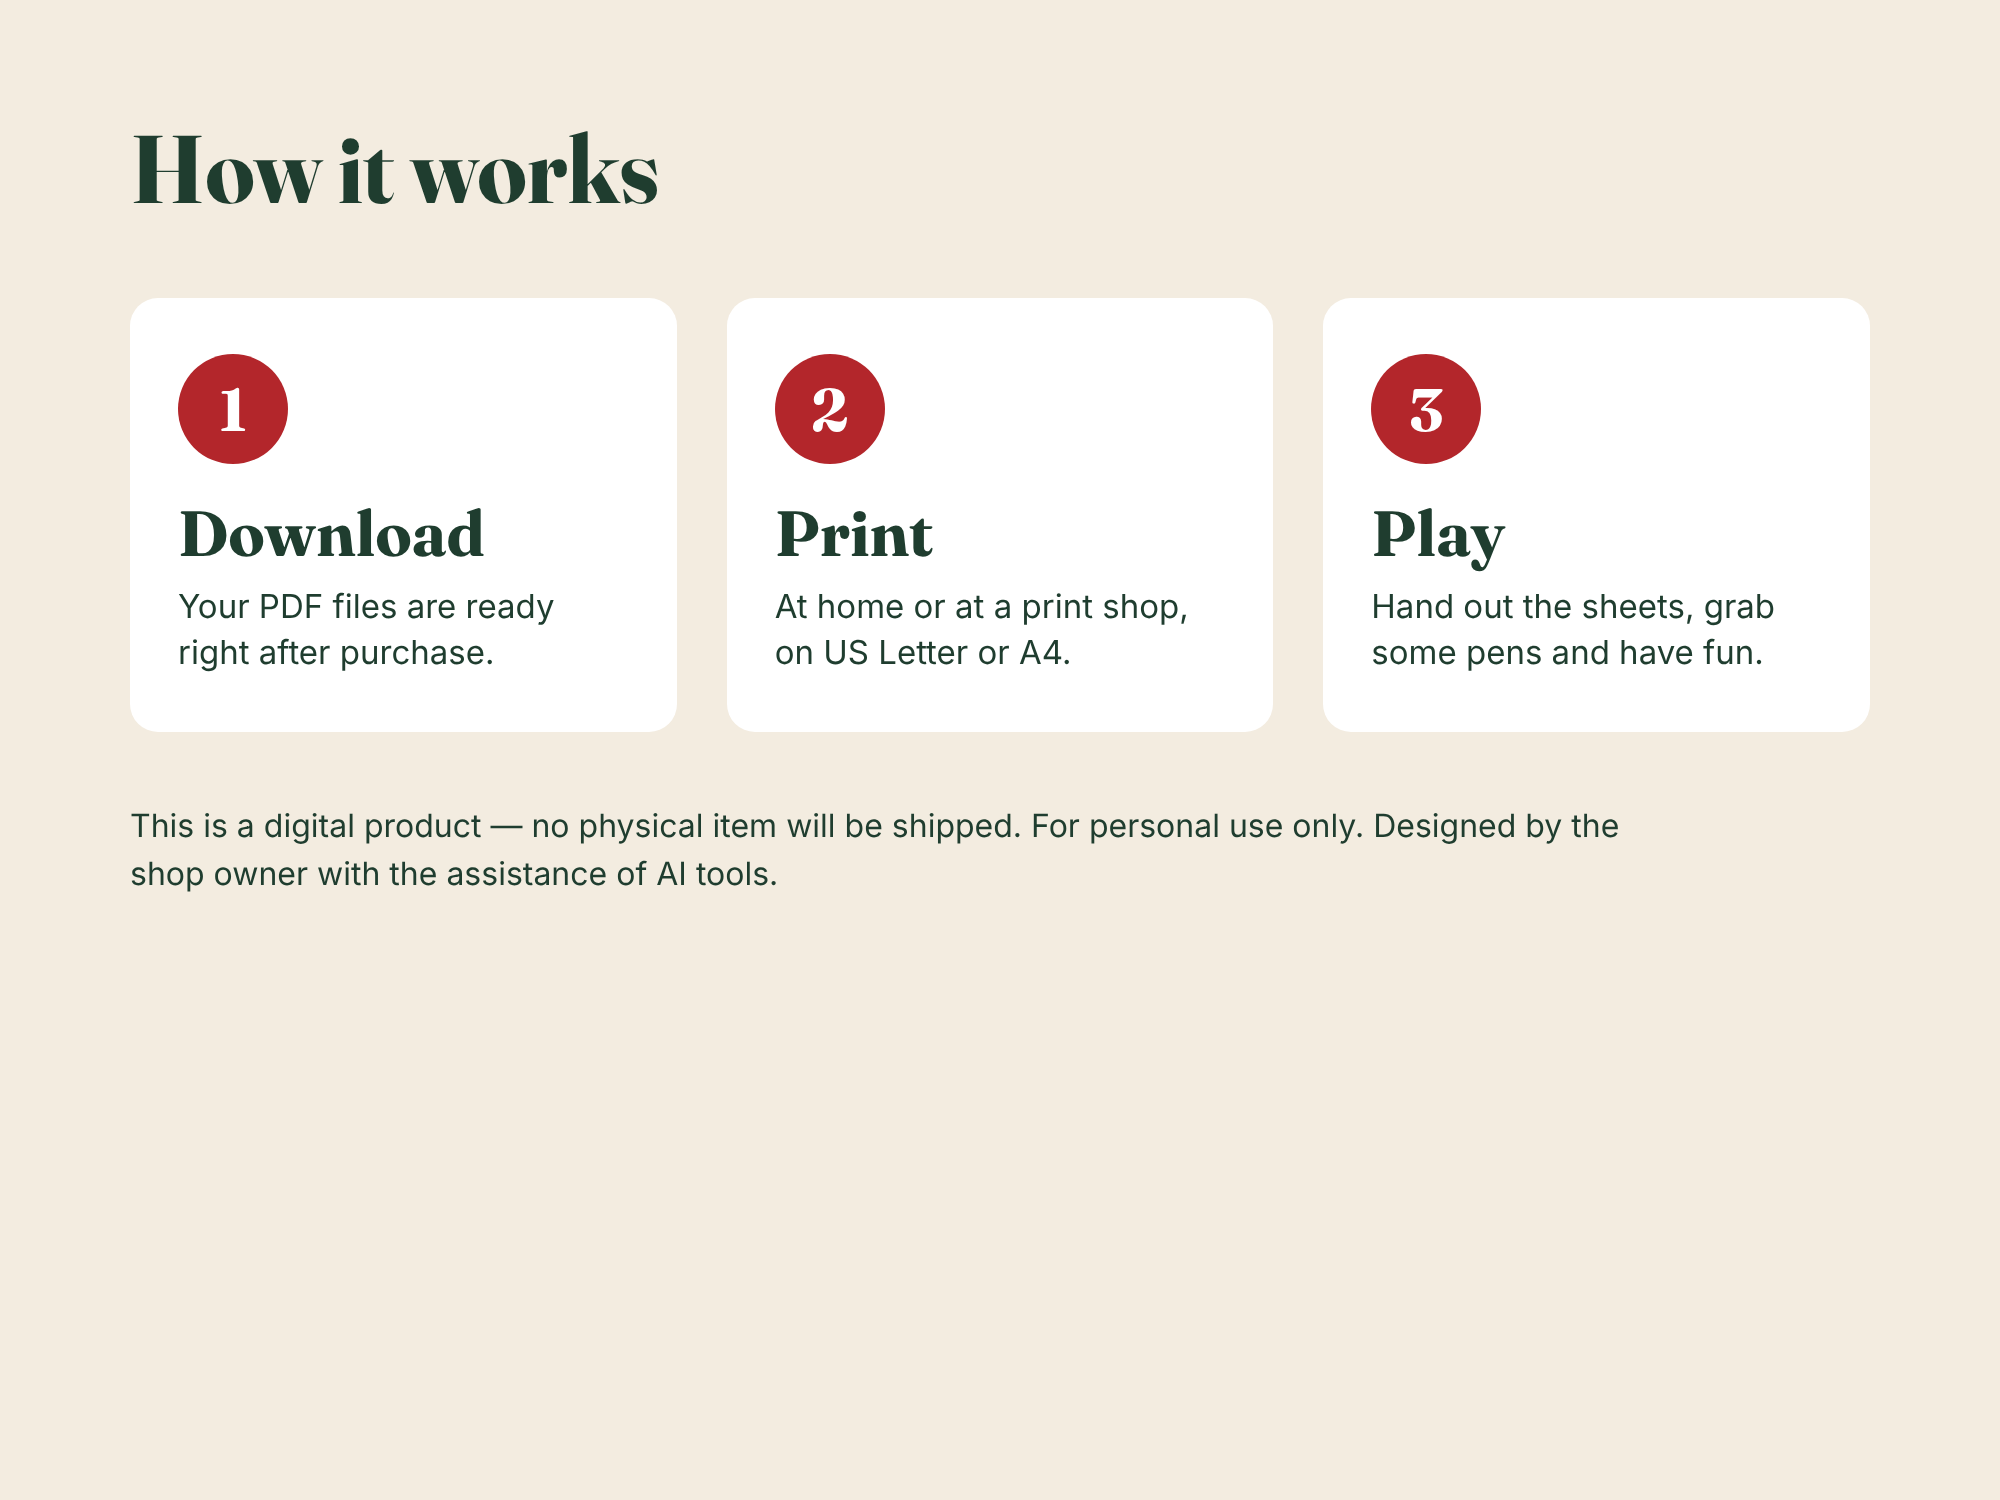 How it works
1
Download
Your PDF files are ready
right after purchase.
2
Print
At home or at a print shop,
on US Letter or A4.
3
Play
Hand out the sheets, grab
some pens and have fun.
This is a digital product — no physical item will be shipped. For personal use only. Designed by the
shop owner with the assistance of AI tools.